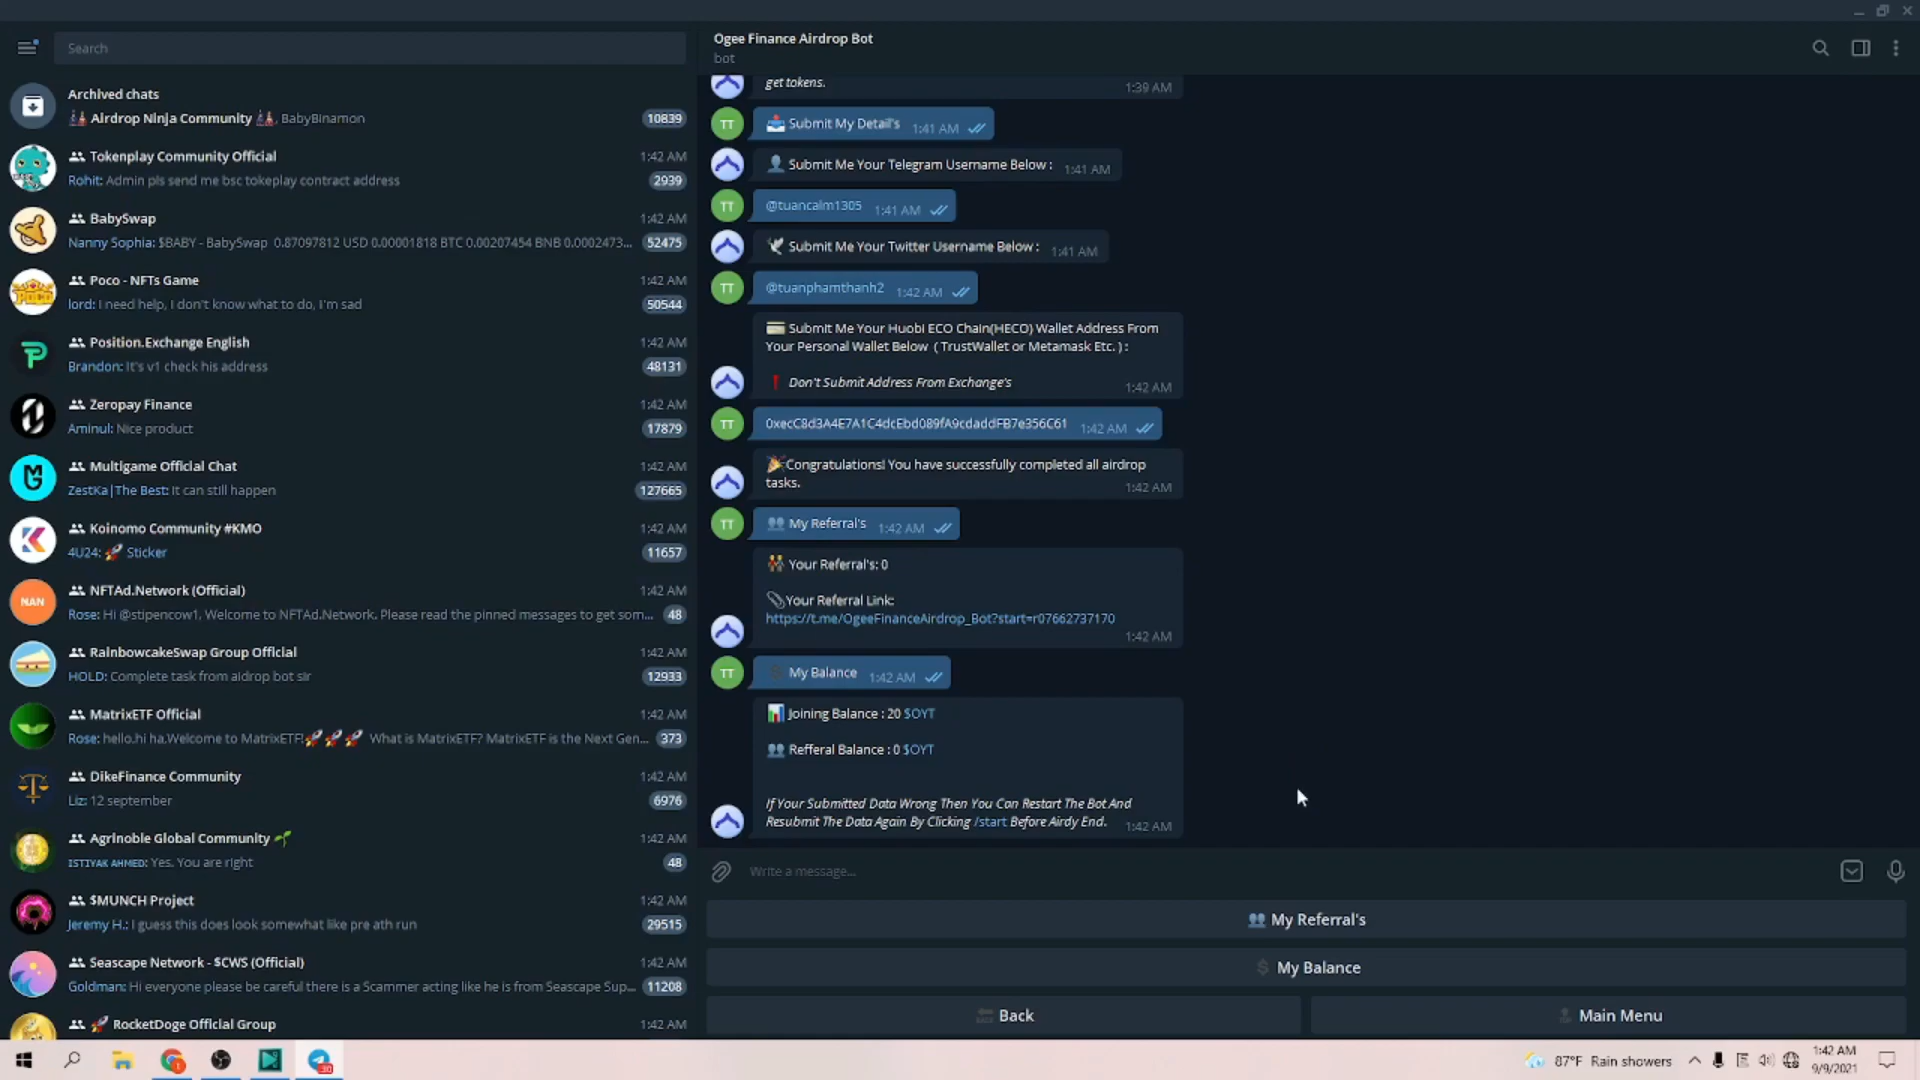 Search
Archived chats
Airdrop Ninja Community, BabyBinamon
10839
Tokenplay Community Official
1:42 AM
Rohit: Admin pls send me bsc tokeplay contract address
2939
BabySwap
1:42 AM
Nanny Sophia: $BABY - BabySwap 0.87097812 USD 0.00001818 BTC 0.00207454 BNB 0.0002473...
52475
Poco - NFTs Game
1:42 AM
lord: I need help, I don't know what to do, I'm sad
50544
Position.Exchange English
1:42 AM
Brandon: It's v1 check his address
48131
Zeropay Finance
1:42 AM
Aminul: Nice product
17879
Multigame Official Chat
1:42 AM
ZestKa|The Best: It can still happen
127665
Koinomo Community #KMO
1:42 AM
4U24: 🚀 Sticker
11657
NAN
NFTAd.Network (Official)
1:42 AM
Rose: Hi @stipencow1, Welcome to NFTAd.Network. Please read the pinned messages to get som...
48
RainbowcakeSwap Group Official
1:42 AM
HOLD: Complete task from aidrop bot sir
12933
MatrixETF Official
1:42 AM
Rose: hello.hi ha,Welcome to MatrixETF!🚀🚀🚀 What is MatrixETF? MatrixETF is the Next Gen...
373
DikeFinance Community
1:42 AM
Liz: 12 september
6976
Agrinoble Global Community 🌱
1:42 AM
ISTIYAK AHMED: Yes. You are right
48
$MUNCH Project
1:42 AM
Jeremy H.: I guess this does look somewhat like pre ath run
29515
Seascape Network - $CWS (Official)
1:42 AM
Goldman: Hi everyone please be careful there is a Scammer acting like he is from Seascape Sup...
11208
🚀 RocketDoge Official Group
1:42 AM
Ogee Finance Airdrop Bot
bot
get tokens.
1:39 AM
TT
Submit My Detail's 1:41 AM
Submit Me Your Telegram Username Below : 1:41 AM
TT
@tuancalm1305 1:41 AM
Submit Me Your Twitter Username Below : 1:41 AM
TT
@tuanphamthanh2 1:42 AM
Submit Me Your Huobi ECO Chain(HECO) Wallet Address From
Your Personal Wallet Below ( TrustWallet or Metamask Etc. ) :
Don't Submit Address From Exchange's
1:42 AM
TT
0xecC8d3A4E7A1C4dcEbd089fA9cdaddFB7e356C61 1:42 AM
🎉Congratulations! You have successfully completed all airdrop
tasks.
1:42 AM
TT
My Referral's 1:42 AM
Your Referral's: 0
Your Referral Link:
https://t.me/OgeeFinanceAirdrop_Bot?start=r07662737170
1:42 AM
TT
My Balance 1:42 AM
Joining Balance : 20 $OYT
Refferal Balance : 0 $OYT
If Your Submitted Data Wrong Then You Can Restart The Bot And
Resubmit The Data Again By Clicking /start Before Airdy End.
1:42 AM
Write a message...
My Referral's
My Balance
Back
Main Menu
87°F Rain showers
1:42 AM
9/9/2021